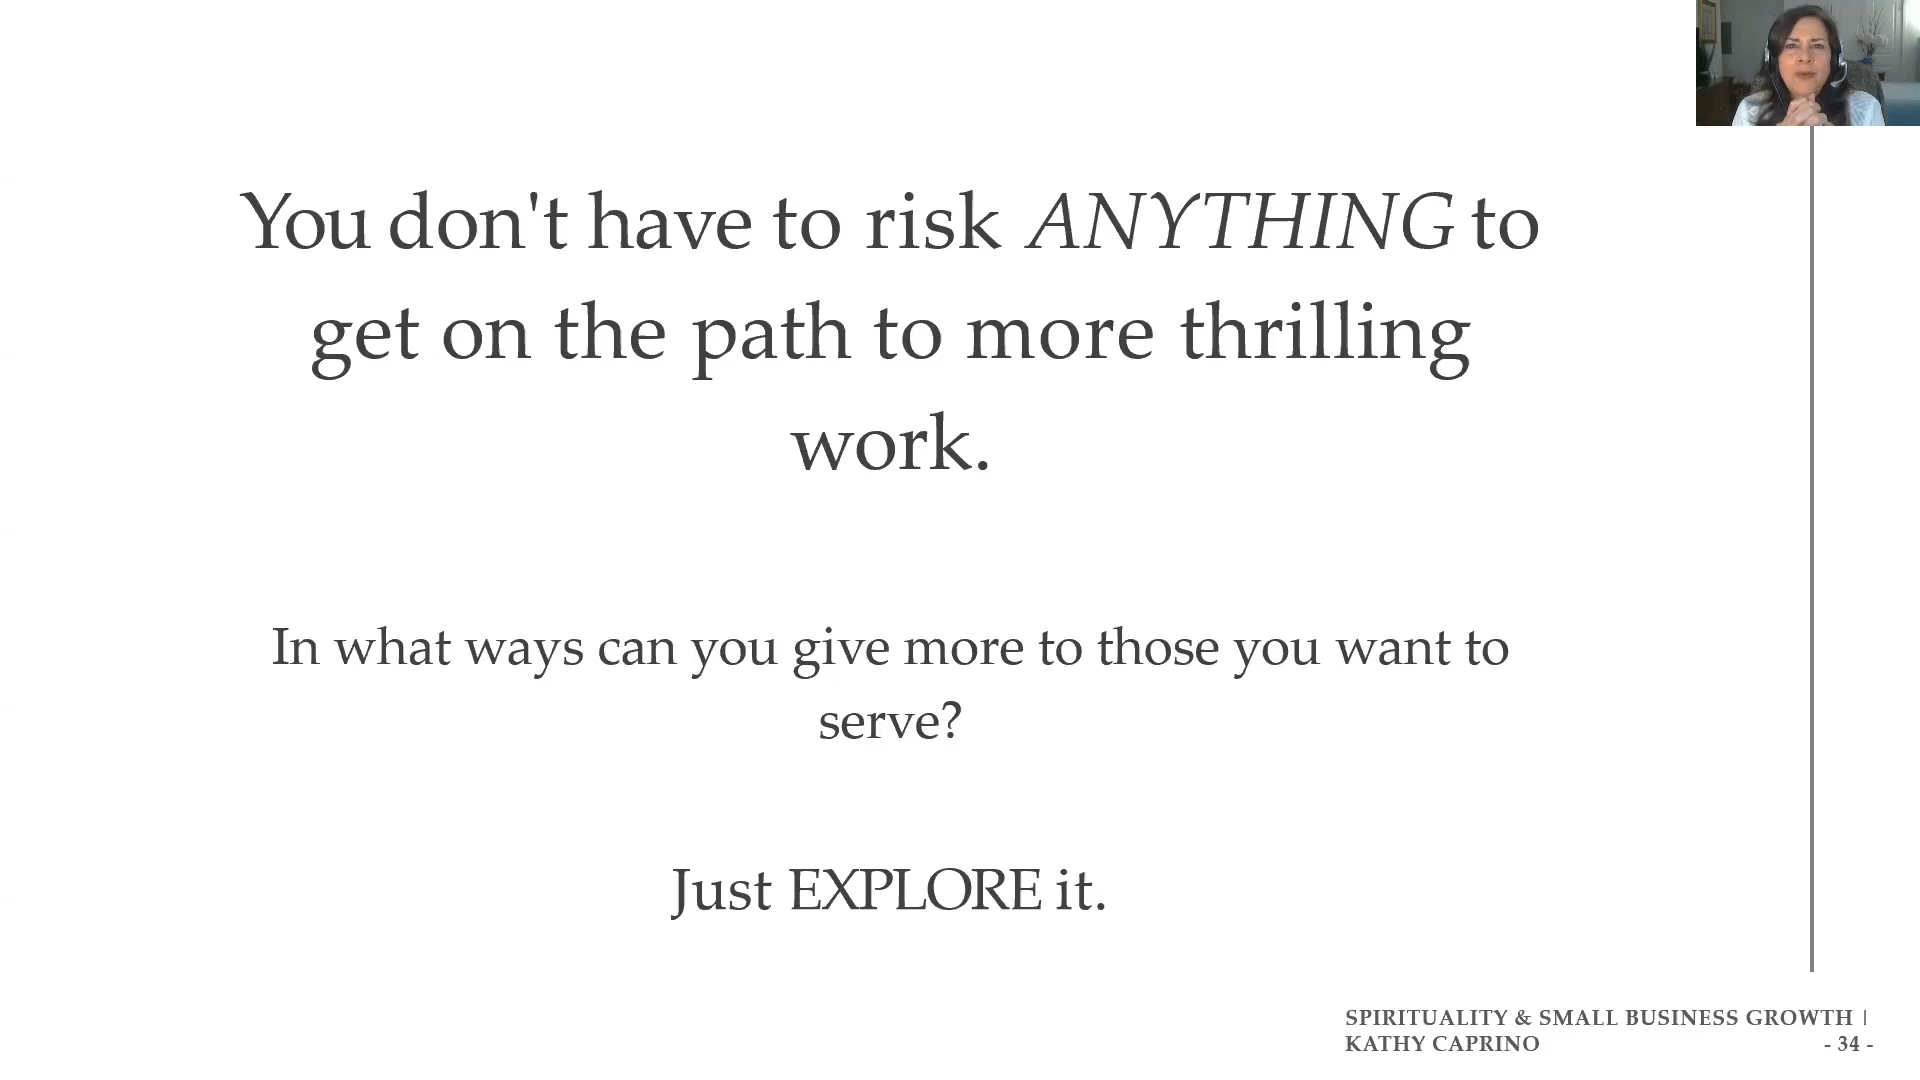 You don't have to risk ANYTHING to
get on the path to more thrilling
work.
In what ways can you give more to those you want to
serve?
Just EXPLORE it.
SPIRITUALITY & SMALL BUSINESS GROWTH |
KATHY CAPRINO - 34 -